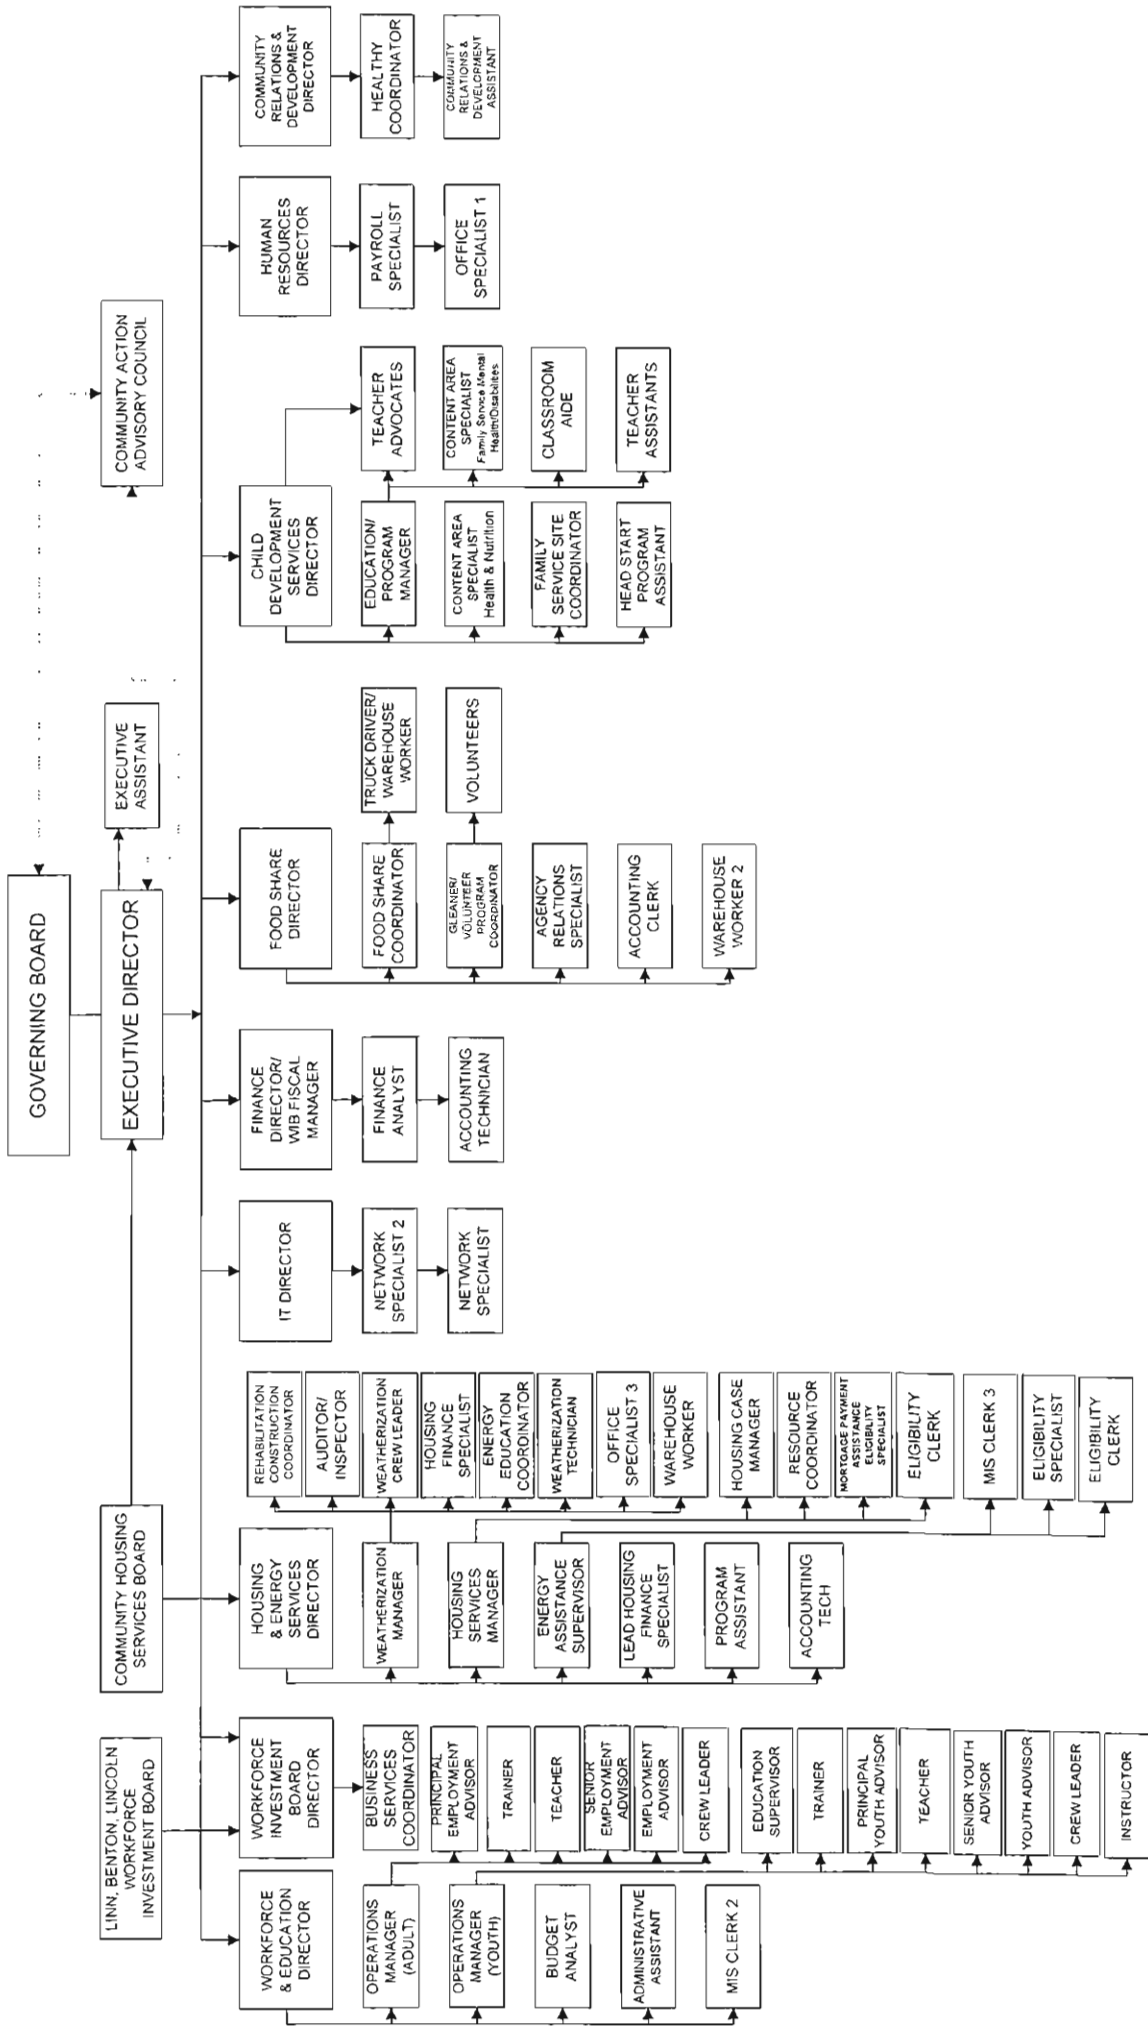 GOVERNING BOARD
EXECUTIVE DIRECTOR
EXECUTIVE
ASSISTANT
COMMUNITY ACTION
ADVISORY COUNCIL
LINN, BENTON, LINCOLN
WORKFORCE
INVESTMENT BOARD
COMMUNITY HOUSING
SERVICES BOARD
WORKFORCE
& EDUCATION
DIRECTOR
OPERATIONS
MANAGER
(ADULT)
OPERATIONS
MANAGER
(YOUTH)
BUDGET
ANALYST
ADMINISTRATIVE
ASSISTANT
MIS CLERK 2
WORKFORCE
INVESTMENT
BOARD
DIRECTOR
BUSINESS
SERVICES
COORDINATOR
PRINCIPAL
EMPLOYMENT
ADVISOR
TRAINER
TEACHER
SENIOR
EMPLOYMENT
ADVISOR
EMPLOYMENT
ADVISOR
CREW LEADER
EDUCATION
SUPERVISOR
TRAINER
PRINCIPAL
YOUTH ADVISOR
TEACHER
SENIOR YOUTH
ADVISOR
YOUTH ADVISOR
CREW LEADER
INSTRUCTOR
HOUSING
& ENERGY
SERVICES
DIRECTOR
WEATHERIZATION
MANAGER
HOUSING
SERVICES
MANAGER
ENERGY
ASSISTANCE
SUPERVISOR
LEAD HOUSING
FINANCE
SPECIALIST
PROGRAM
ASSISTANT
ACCOUNTING
TECH
REHABILITATION
CONSTRUCTION
COORDINATOR
AUDITOR/
INSPECTOR
WEATHERIZATION
CREW LEADER
HOUSING
FINANCE
SPECIALIST
ENERGY
EDUCATION
COORDINATOR
WEATHERIZATION
TECHNICIAN
OFFICE
SPECIALIST 3
WAREHOUSE
WORKER
HOUSING CASE
MANAGER
RESOURCE
COORDINATOR
MORTGAGE PAYMENT
ASSISTANCE
ELIGIBILITY
SPECIALIST
ELIGIBILITY
CLERK
MIS CLERK 3
ELIGIBILITY
SPECIALIST
ELIGIBILITY
CLERK
IT DIRECTOR
NETWORK
SPECIALIST 2
NETWORK
SPECIALIST
FINANCE
DIRECTOR/
WIB FISCAL
MANAGER
FINANCE
ANALYST
ACCOUNTING
TECHNICIAN
FOOD SHARE
DIRECTOR
FOOD SHARE
COORDINATOR
GLEANER/
VOLUNTEER
PROGRAM
COORDINATOR
AGENCY
RELATIONS
SPECIALIST
ACCOUNTING
CLERK
WAREHOUSE
WORKER 2
TRUCK DRIVER/
WAREHOUSE
WORKER
VOLUNTEERS
CHILD
DEVELOPMENT
SERVICES
DIRECTOR
EDUCATION/
PROGRAM
MANAGER
CONTENT AREA
SPECIALIST
Health & Nutrition
FAMILY
SERVICE SITE
COORDINATOR
HEAD START
PROGRAM
ASSISTANT
TEACHER
ADVOCATES
CONTENT AREA
SPECIALIST
Family Service Mental
Health/Disabilites
CLASSROOM
AIDE
TEACHER
ASSISTANTS
HUMAN
RESOURCES
DIRECTOR
PAYROLL
SPECIALIST
OFFICE
SPECIALIST 1
COMMUNITY
RELATIONS &
DEVELOPMENT
DIRECTOR
HEALTHY
COORDINATOR
COMMUNITY
RELATIONS &
DEVELOPMENT
ASSISTANT